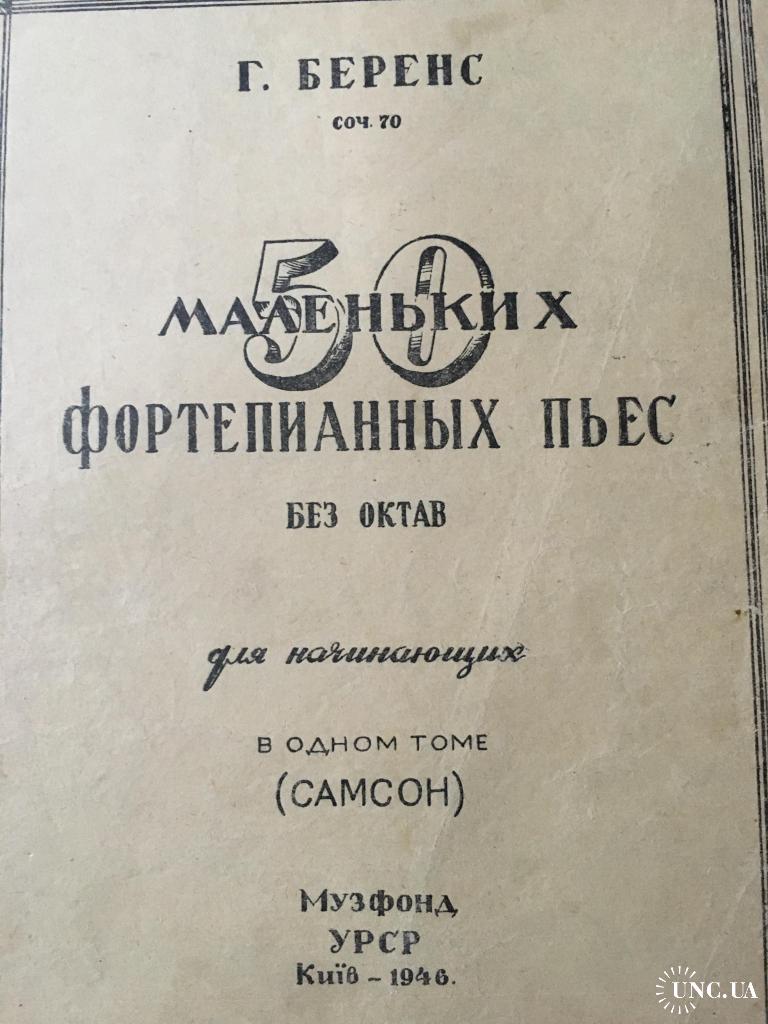 Г. БЕРЕНС
СОЧ. 70
50
МАЛЕНЬКИХ
ФОРТЕПИАННЫХ ПЬЕС
БЕЗ ОКТАВ
для начинающих
В ОДНОМ ТОМЕ
(САМСОН)
Музфонд
УРСР
Київ – 1946.
UNC.UA